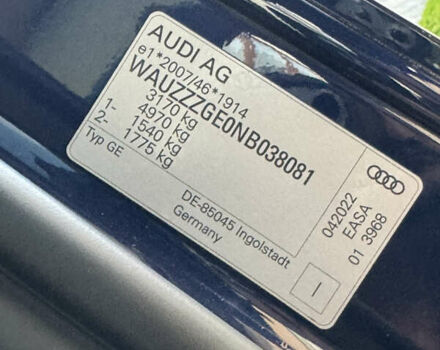 AUDI AG
e1*2007/46*1914
WAUZZZGE0NB038081
3170 kg
1- 4970 kg
2- 1540 kg
1775 kg
Typ GE
042022
EASA
01 3968
DE-85045 Ingolstadt
Germany
I